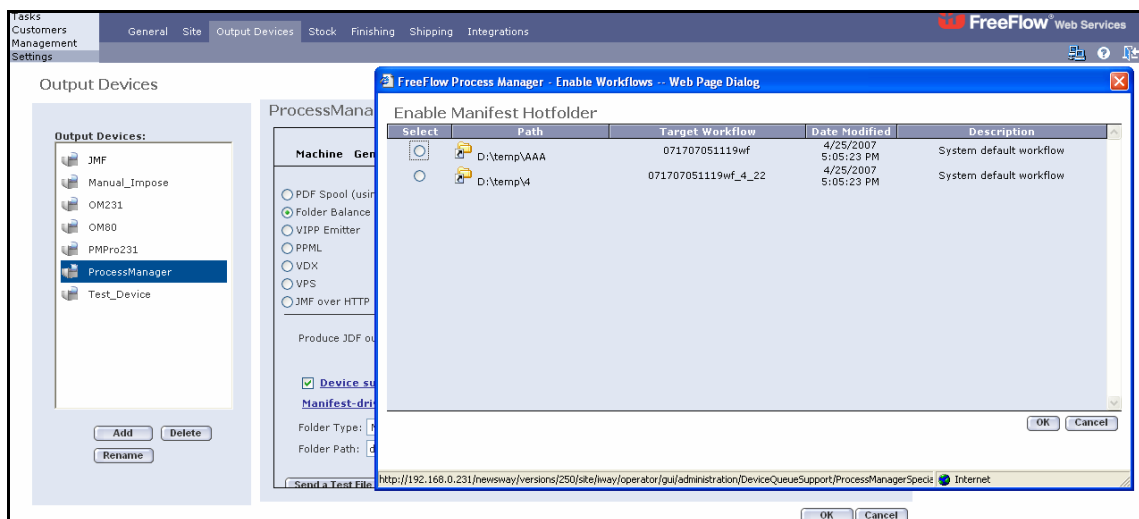 Tasks
Customers
Management
Settings
General Site Output Devices Stock Finishing Shipping Integrations
FreeFlow® Web Services
Output Devices
Output Devices:
JMF
Manual_Impose
OM231
OM80
PMPro231
ProcessManager
Test_Device
Add Delete
Rename
ProcessMana
Machine Gen
PDF Spool (usin
Folder Balance
VIPP Emitter
PPML
VDX
VPS
JMF over HTTP
Produce JDF ou
Device su
Manifest-dri
Folder Type:
Folder Path: d
Send a Test File
OK Cancel
FreeFlow Process Manager - Enable Workflows -- Web Page Dialog
Enable Manifest Hotfolder
Select Path Target Workflow Date Modified Description
D:\temp\AAA 071707051119wf 4/25/2007 5:05:23 PM System default workflow
D:\temp\4 071707051119wf_4_22 4/25/2007 5:05:23 PM System default workflow
OK Cancel
http://192.168.0.231/newsway/versions/250/site/iway/operator/gui/administration/DeviceQueueSupport/ProcessManagerSpecia Internet